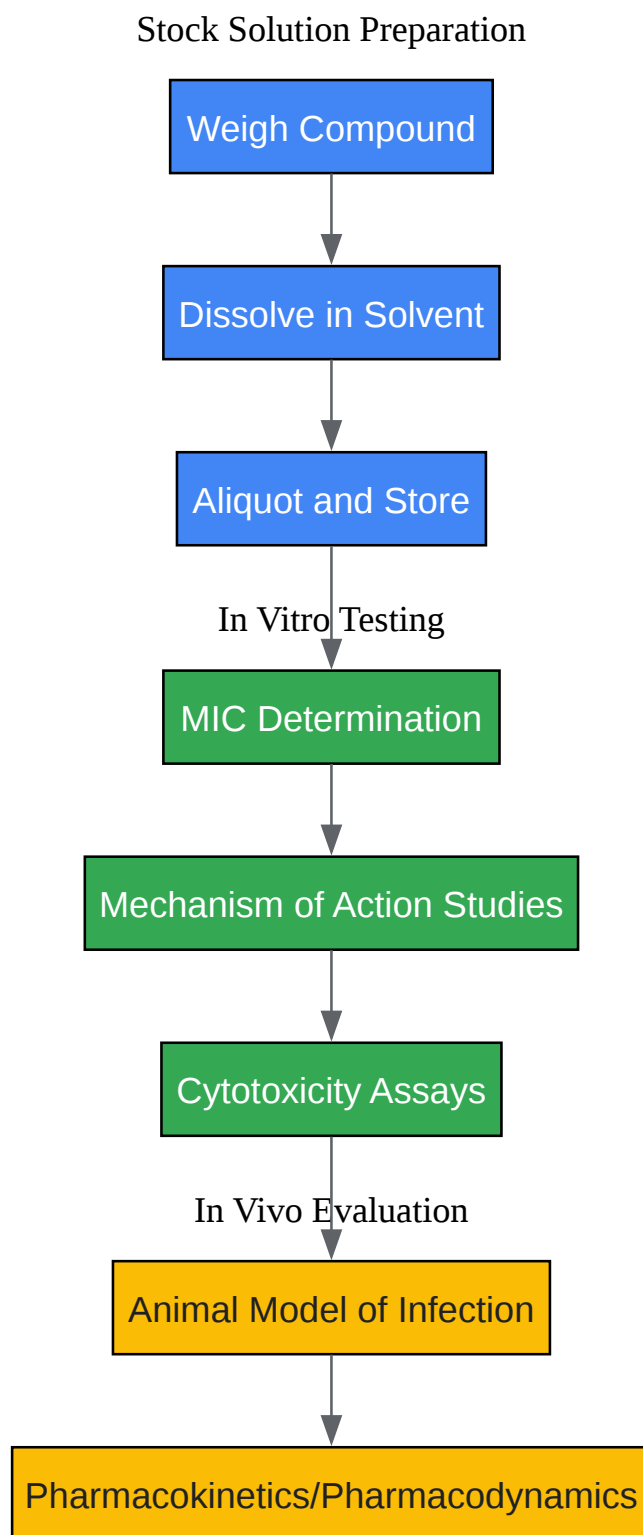 Stock Solution Preparation
Weigh Compound
Dissolve in Solvent
Aliquot and Store
In Vitro Testing
MIC Determination
Mechanism of Action Studies
Cytotoxicity Assays
In Vivo Evaluation
Animal Model of Infection
Pharmacokinetics/Pharmacodynamics